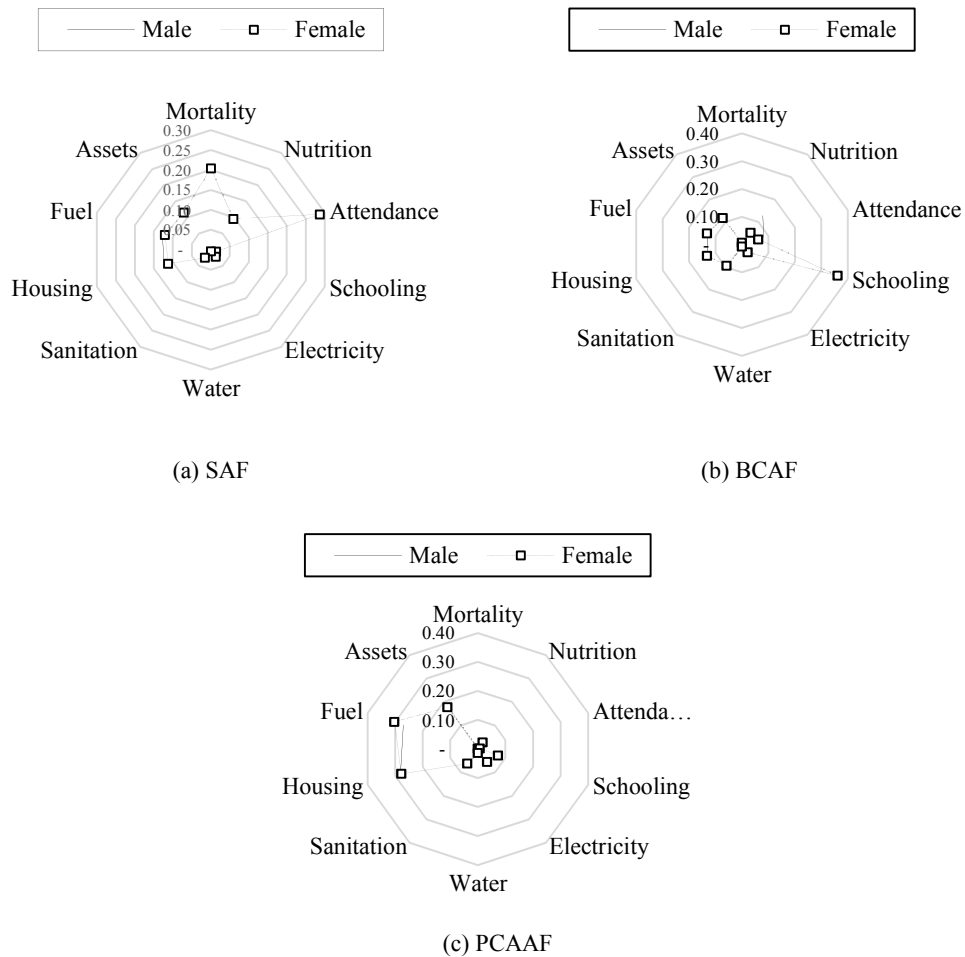 Male Female
Mortality
0.30
0.25
0.20
0.15
0.10
0.05
-
Nutrition
Attendance
Schooling
Electricity
Water
Sanitation
Housing
Fuel
Assets
(a) SAF
Male Female
Mortality
0.40
0.30
0.20
0.10
-
Nutrition
Attendance
Schooling
Electricity
Water
Sanitation
Housing
Fuel
Assets
(b) BCAF
Male Female
Mortality
0.40
0.30
0.20
0.10
-
Nutrition
Attenda…
Schooling
Electricity
Water
Sanitation
Housing
Fuel
Assets
(c) PCAAF